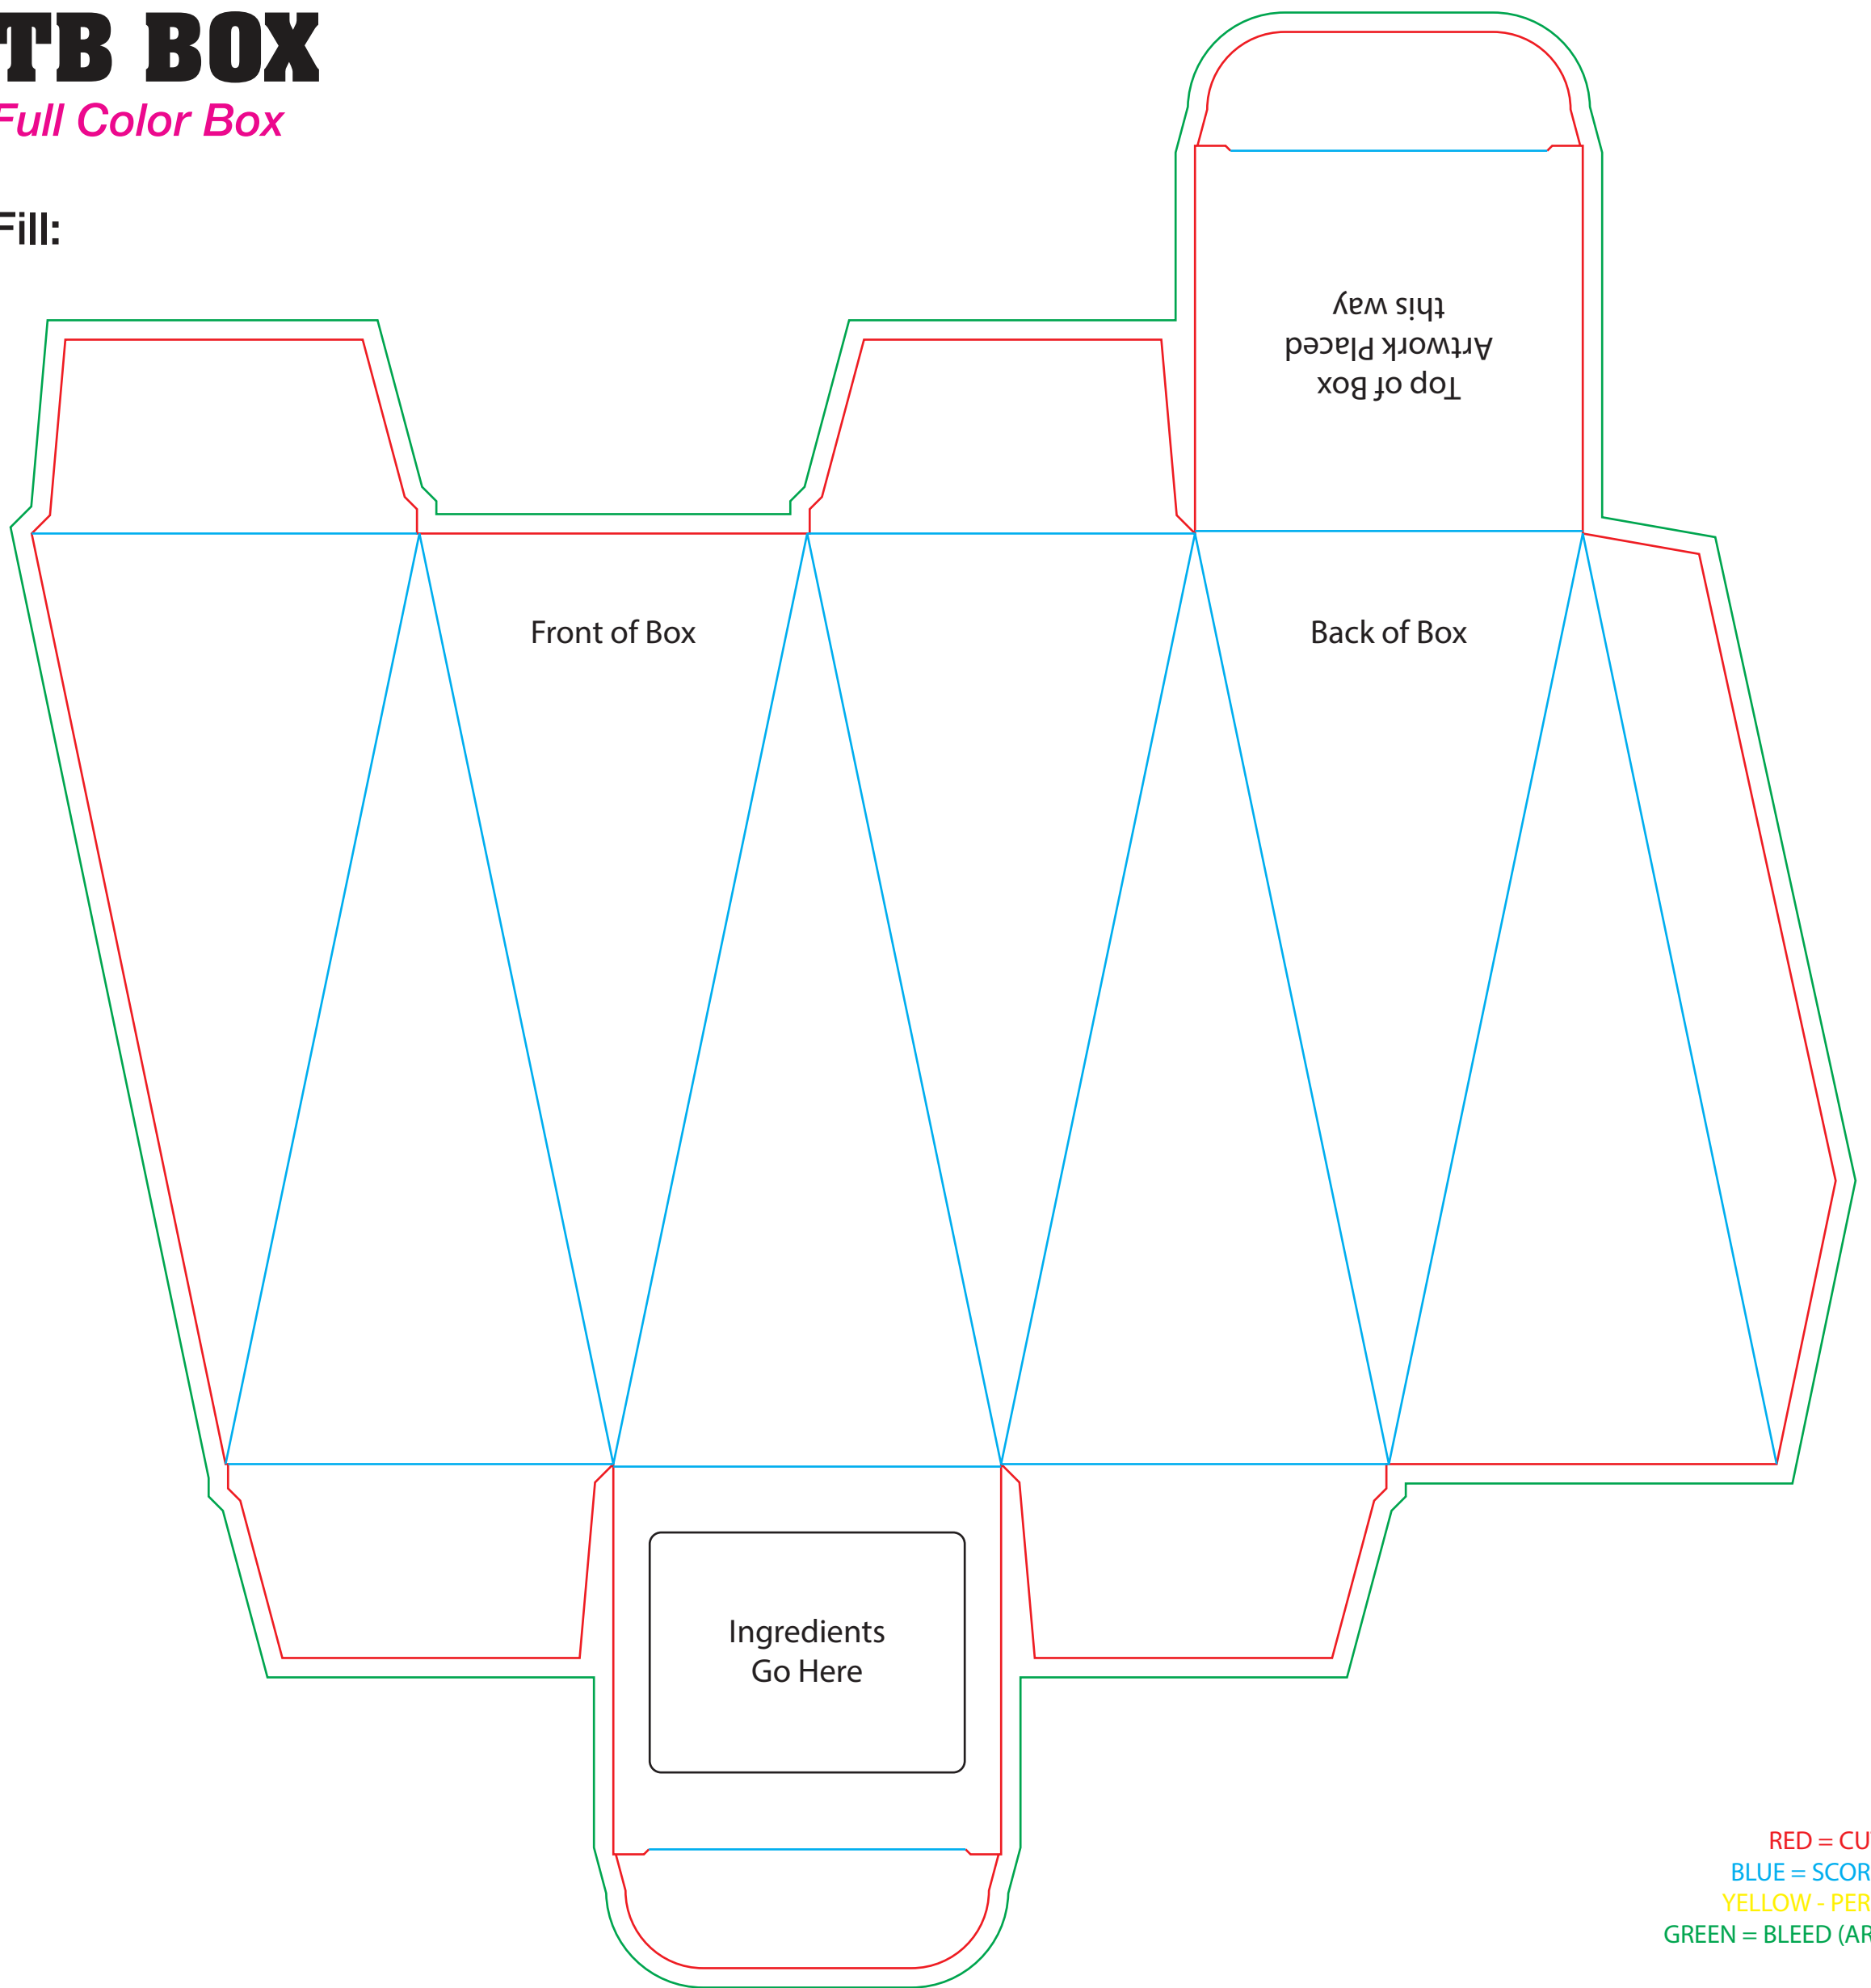 TB BOX
Full Color Box
Fill:
Top of Box
Artwork Placed
this way
Front of Box
Back of Box
Ingredients
Go Here
RED = CU
BLUE = SCOR
YELLOW - PER
GREEN = BLEED (AR